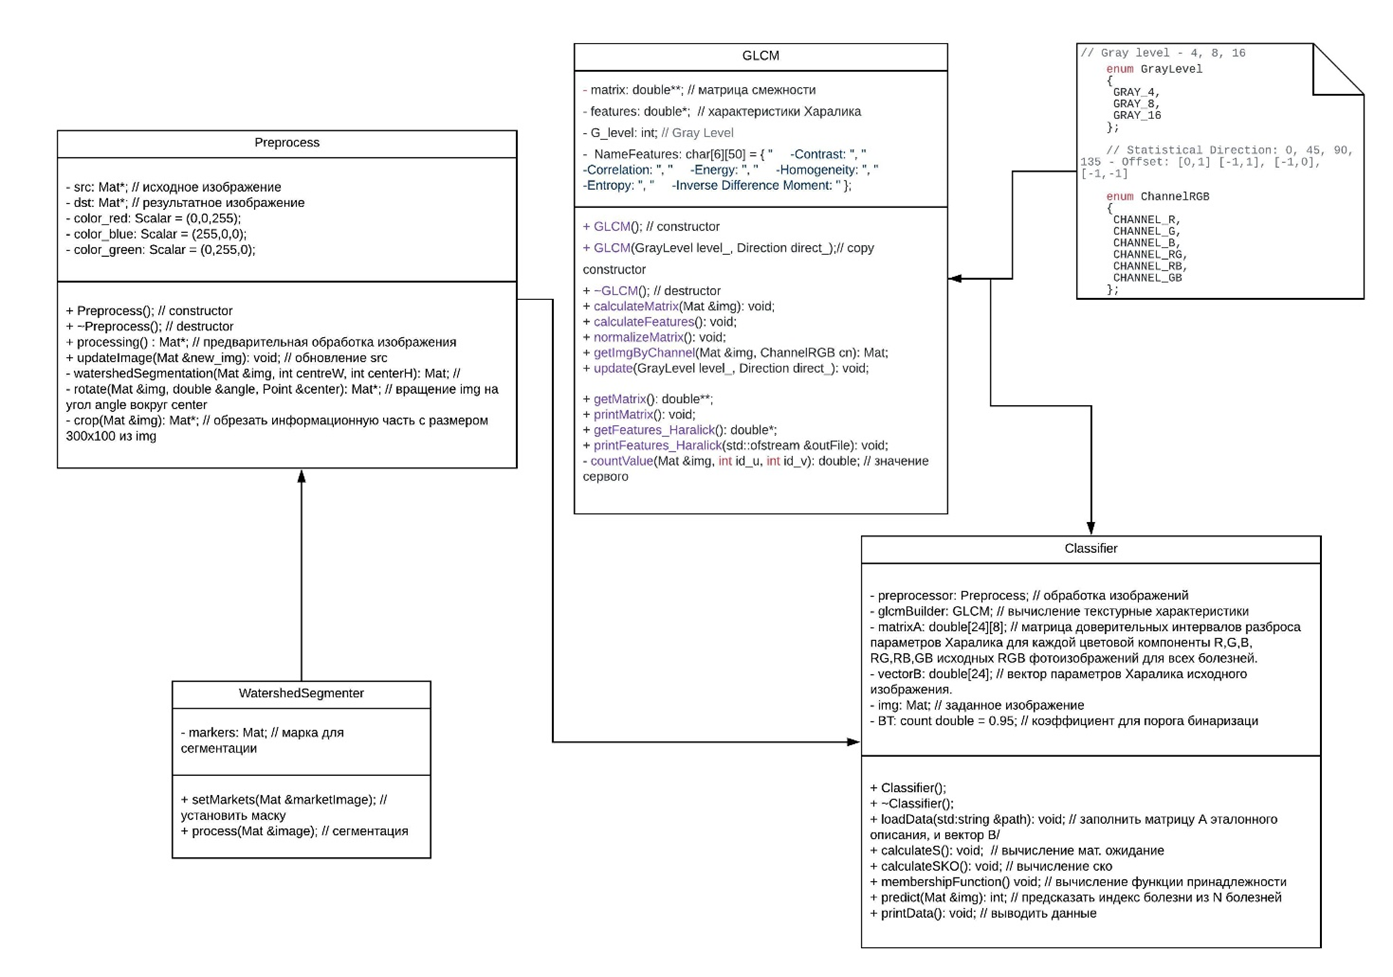 Preprocess
- src: Mat*; // исходное изображение
- dst: Mat*; // результатное изображение
- color_red: Scalar = (0,0,255);
- color_blue: Scalar = (255,0,0);
- color_green: Scalar = (0,255,0);
+ Preprocess(); // constructor
+ ~Preprocess(); // destructor
+ processing() : Mat*; // предварительная обработка изображения
+ updateImage(Mat &new_img): void; // обновление src
- watershedSegmentation(Mat &img, int centreW, int centerH): Mat; //
- rotate(Mat &img, double &angle, Point &center): Mat*; // вращение img на
угол angle вокруг center
- crop(Mat &img): Mat*; // обрезать информационную часть с размером
300x100 из img
GLCM
- matrix: double**; // матрица смежности
- features: double*;  // характеристики Харалика
- G_level: int; // Gray Level
-  NameFeatures: char[6][50] = { "     -Contrast: ", "
-Correlation: ", "     -Energy: ", "     -Homogeneity: ", "
-Entropy: ", "     -Inverse Difference Moment: " };
+ GLCM(); // constructor
+ GLCM(GrayLevel level_, Direction direct_);// copy
constructor
+ ~GLCM(); // destructor
+ calculateMatrix(Mat &img): void;
+ calculateFeatures(): void;
+ normalizeMatrix(): void;
+ getImgByChannel(Mat &img, ChannelRGB cn): Mat;
+ update(GrayLevel level_, Direction direct_): void;
+ getMatrix(): double**;
+ printMatrix(): void;
+ getFeatures_Haralick(): double*;
+ printFeatures_Haralick(std::ofstream &outFile): void;
- countValue(Mat &img, int id_u, int id_v): double; // значение
сервого
// Gray level - 4, 8, 16
enum GrayLevel
{
GRAY_4,
GRAY_8,
GRAY_16
};
// Statistical Direction: 0, 45, 90,
135 - Offset: [0,1] [-1,1], [-1,0],
[-1,-1]
enum ChannelRGB
{
CHANNEL_R,
CHANNEL_G,
CHANNEL_B,
CHANNEL_RG,
CHANNEL_RB,
CHANNEL_GB
};
WatershedSegmenter
- markers: Mat; // марка для
сегментации
+ setMarkets(Mat &marketImage); //
установить маску
+ process(Mat &image); // сегментация
Classifier
- preprocessor: Preprocess; // обработка изображений
- glcmBuilder: GLCM; // вычисление текстурные характеристики
- matrixA: double[24][8]; // матрица доверительных интервалов разброса
параметров Харалика для каждой цветовой компоненты R,G,B,
RG,RB,GB исходных RGB фотоизображений для всех болезней.
- vectorB: double[24]; // вектор параметров Харалика исходного
изображения.
- img: Mat; // заданное изображение
- BT: count double = 0.95; // коэффициент для порога бинаризаци
+ Classifier();
+ ~Classifier();
+ loadData(std:string &path): void; // заполнить матрицу А эталонного
описания, и вектор В/
+ calculateS(): void;  // вычисление мат. ожидание
+ calculateSKO(): void; // вычисление ско
+ membershipFunction() void; // вычисление функции принадлежности
+ predict(Mat &img): int; // предсказать индекс болезни из N болезней
+ printData(): void; // выводить данные